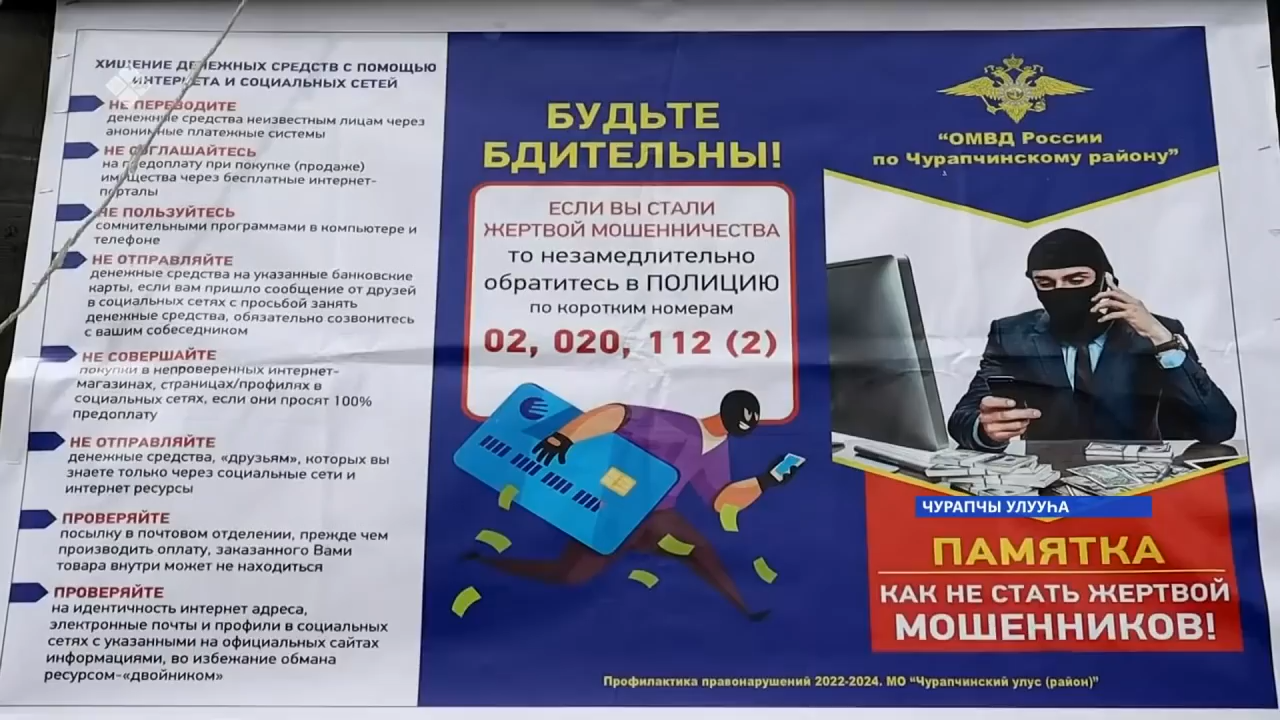 ХИЩЕНИЕ ДЕНЕЖНЫХ СРЕДСТВ С ПОМОЩЬЮ
ИНТЕРНЕТА И СОЦИАЛЬНЫХ СЕТЕЙ
НЕ ПЕРЕВОДИТЕ
денежные средства неизвестным лицам через
анонимные платежные системы
НЕ СОГЛАШАЙТЕСЬ
на предоплату при покупке (продаже)
имущества через бесплатные интернет-
порталы
НЕ ПОЛЬЗУЙТЕСЬ
сомнительными программами в компьютере и
телефоне
НЕ ОТПРАВЛЯЙТЕ
денежные средства на указанные банковские
карты, если вам пришло сообщение от друзей
в социальных сетях с просьбой занять
денежные средства, обязательно созвонитесь
с вашим собеседником
НЕ СОВЕРШАЙТЕ
покупки в непроверенных интернет-
магазинах, страницах/профилях в
социальных сетях, если они просят 100%
предоплату
НЕ ОТПРАВЛЯЙТЕ
денежные средства, «друзьям», которых вы
знаете только через социальные сети и
интернет ресурсы
ПРОВЕРЯЙТЕ
посылку в почтовом отделении, прежде чем
производить оплату, заказанного Вами
товара внутри может не находиться
ПРОВЕРЯЙТЕ
на идентичность интернет адреса,
электронные почты и профили в социальных
сетях с указанными на официальных сайтах
информациями, во избежание обмана
ресурсом-«двойником»
БУДЬТЕ
БДИТЕЛЬНЫ!
ЕСЛИ ВЫ СТАЛИ
ЖЕРТВОЙ МОШЕННИЧЕСТВА
то незамедлительно
обратитесь в ПОЛИЦИЮ
по коротким номерам
02, 020, 112 (2)
Профилактика правонарушений 2022-2024. МО “Чурапчинский улус (район)”
“ОМВД России
по Чурапчинскому району”
ЧУРАПЧЫ УЛУУҺА
ПАМЯТКА
КАК НЕ СТАТЬ ЖЕРТВОЙ
МОШЕННИКОВ!